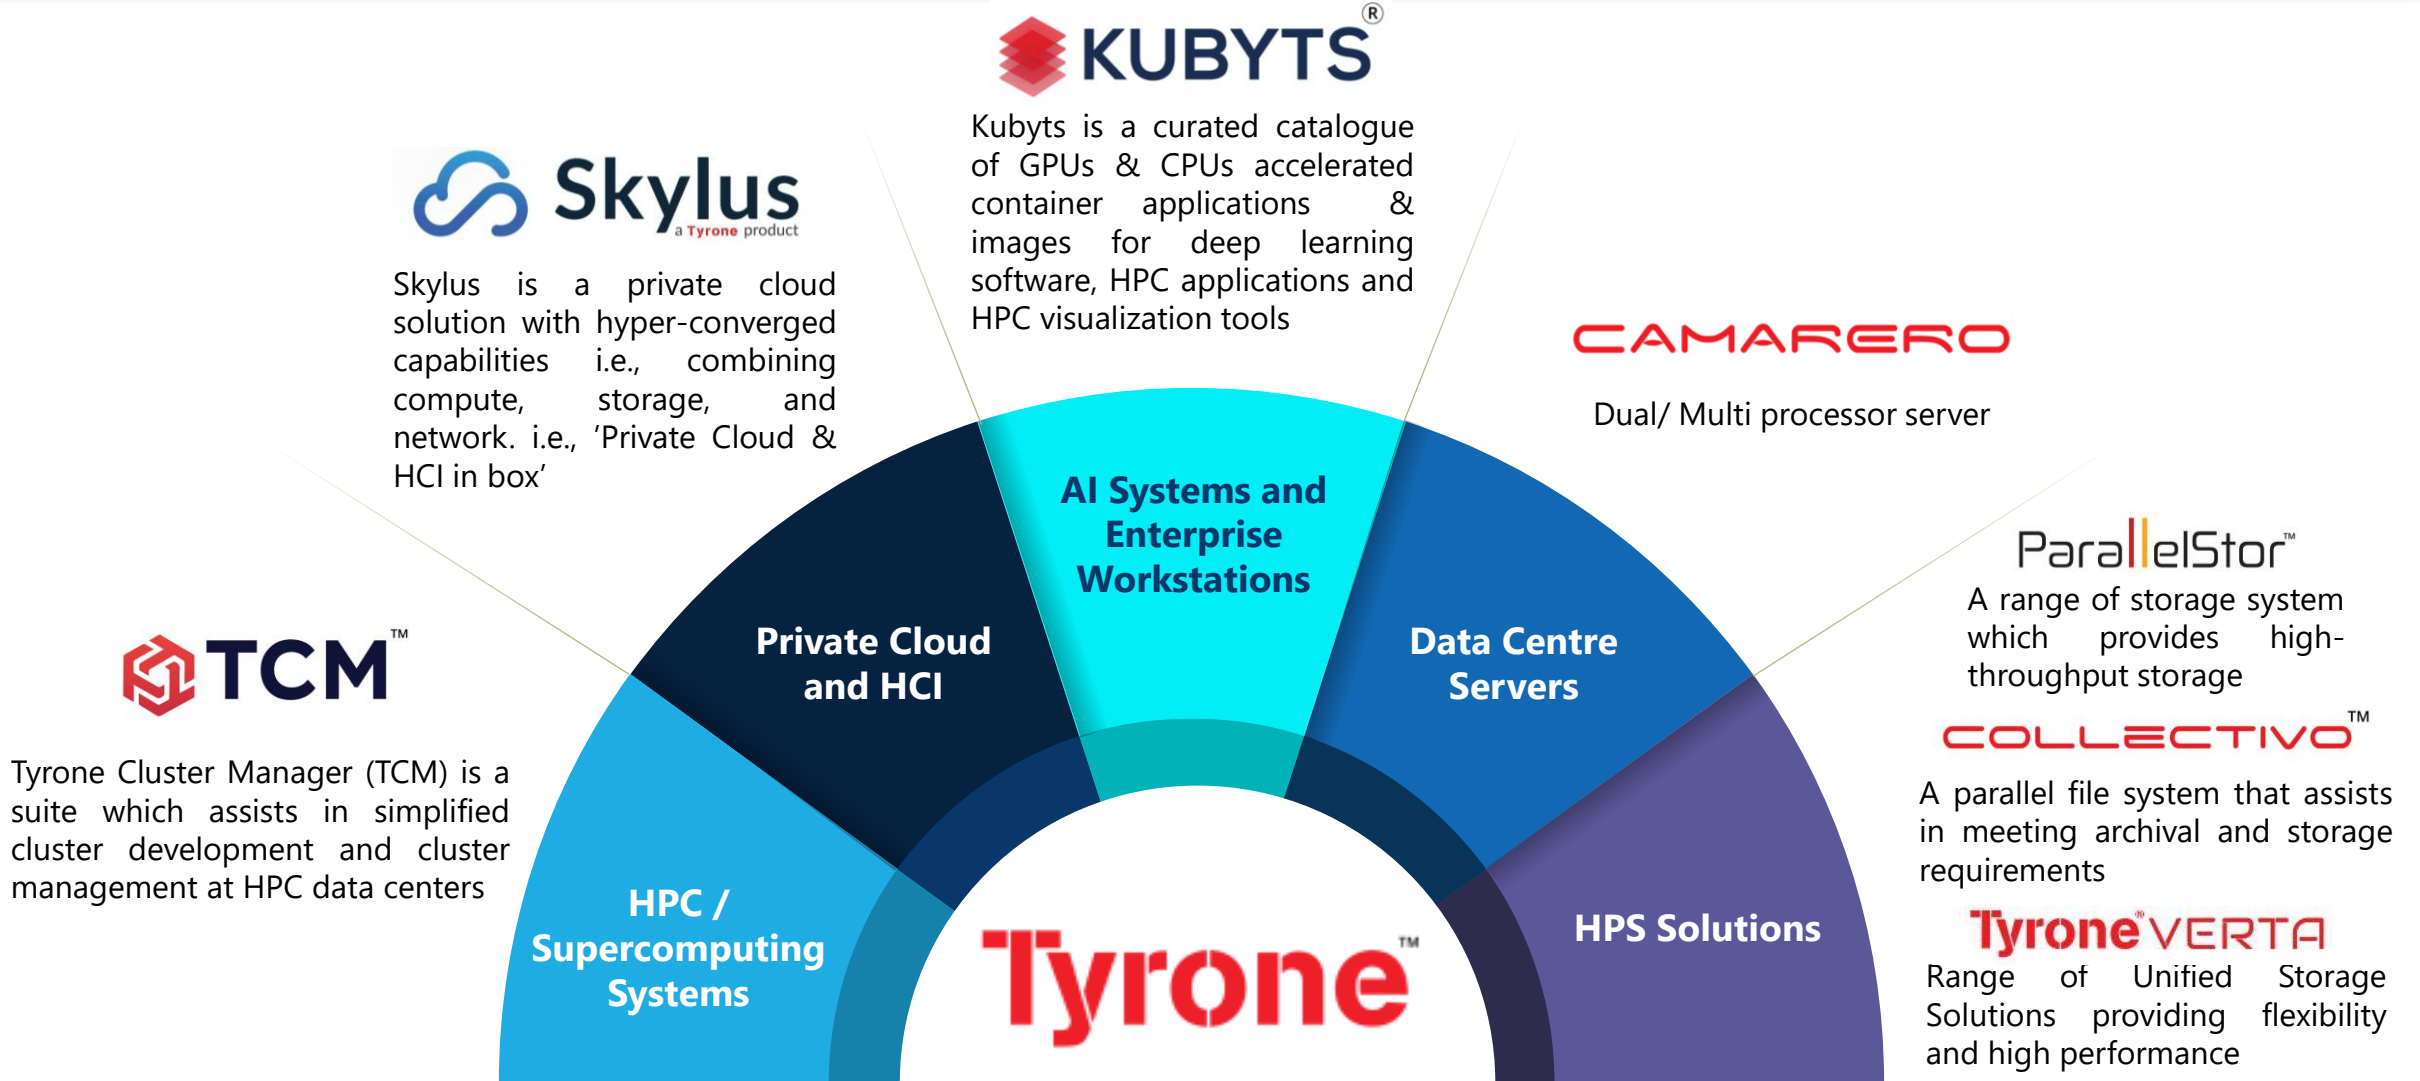 KUBYTS®
Kubyts is a curated catalogue
of GPUs & CPUs accelerated
container applications &
images for deep learning
software, HPC applications and
HPC visualization tools
Skylus
a Tyrone product
Skylus is a private cloud
solution with hyper-converged
capabilities i.e., combining
compute, storage, and
network. i.e., 'Private Cloud &
HCI in box'
CAMARERO
Dual/ Multi processor server
TCM™
Tyrone Cluster Manager (TCM) is a
suite which assists in simplified
cluster development and cluster
management at HPC data centers
ParallelStor™
A range of storage system
which provides high-
throughput storage
COLLECTIVO™
A parallel file system that assists
in meeting archival and storage
requirements
Tyrone® VERTA
Range of Unified Storage
Solutions providing flexibility
and high performance
HPC /
Supercomputing
Systems
Private Cloud
and HCI
AI Systems and
Enterprise
Workstations
Data Centre
Servers
HPS Solutions
Tyrone™